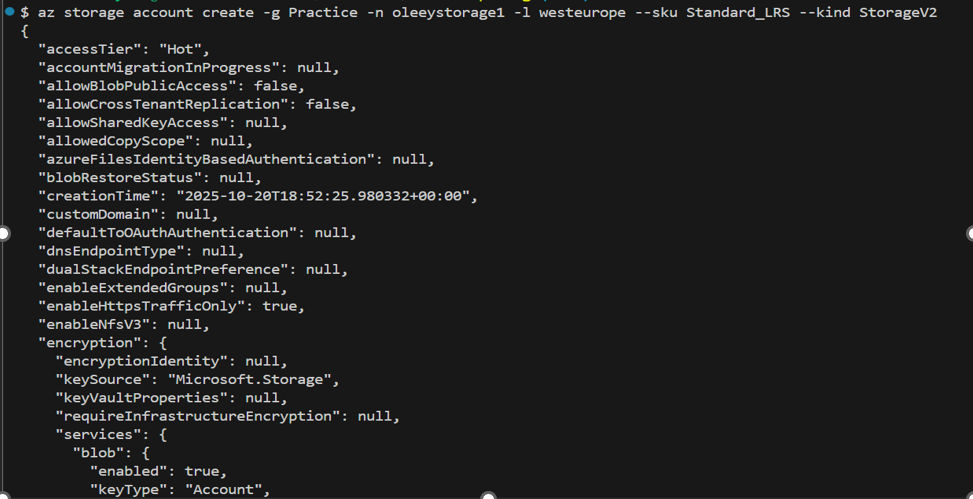 $ az storage account create -g Practice -n oleeystorage1 -l westeurope --sku Standard_LRS --kind StorageV2
{
  "accessTier": "Hot",
  "accountMigrationInProgress": null,
  "allowBlobPublicAccess": false,
  "allowCrossTenantReplication": false,
  "allowSharedKeyAccess": null,
  "allowedCopyScope": null,
  "azureFilesIdentityBasedAuthentication": null,
  "blobRestoreStatus": null,
  "creationTime": "2025-10-20T18:52:25.980332+00:00",
  "customDomain": null,
  "defaultToOAuthAuthentication": null,
  "dnsEndpointType": null,
  "dualStackEndpointPreference": null,
  "enableExtendedGroups": null,
  "enableHttpsTrafficOnly": true,
  "enableNfsV3": null,
  "encryption": {
    "encryptionIdentity": null,
    "keySource": "Microsoft.Storage",
    "keyVaultProperties": null,
    "requireInfrastructureEncryption": null,
    "services": {
      "blob": {
        "enabled": true,
        "keyType": "Account",